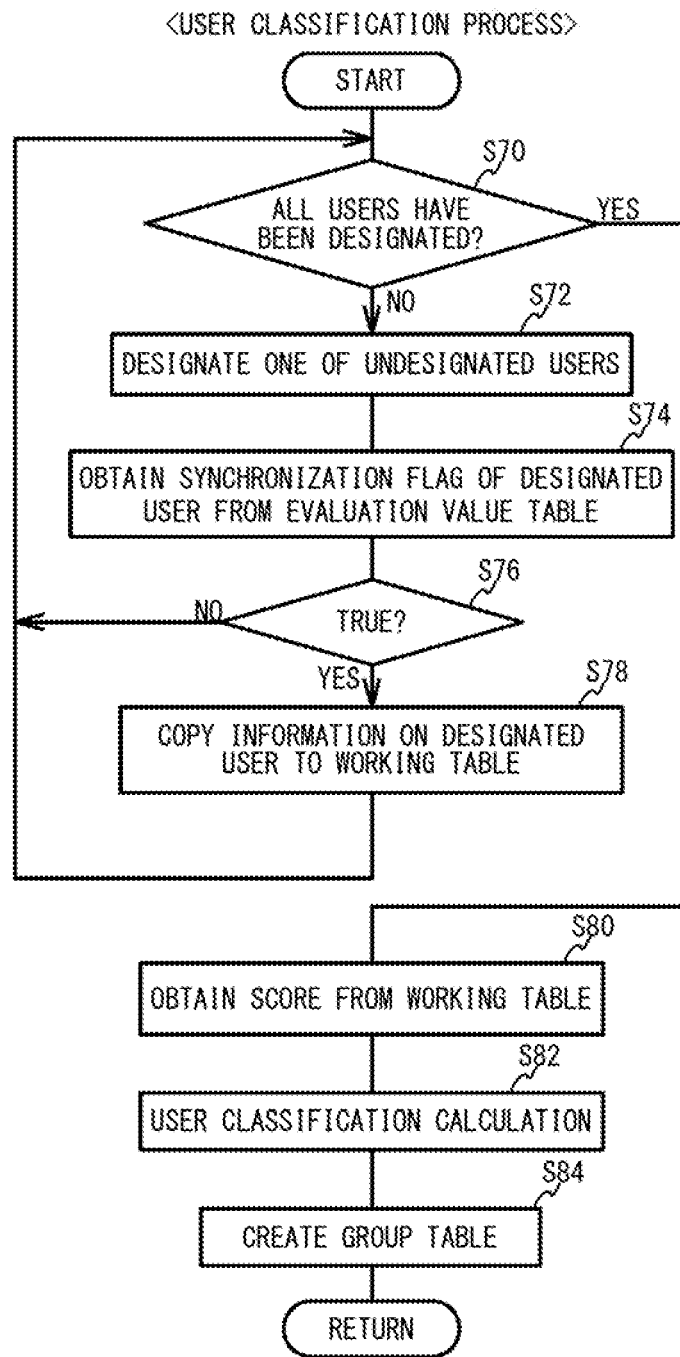 <USER CLASSIFICATION PROCESS>
START
S70
ALL USERS HAVE
BEEN DESIGNATED?
YES
NO
S72
DESIGNATE ONE OF UNDESIGNATED USERS
S74
OBTAIN SYNCHRONIZATION FLAG OF DESIGNATED
USER FROM EVALUATION VALUE TABLE
S76
NO
TRUE?
YES
S78
COPY INFORMATION ON DESIGNATED
USER TO WORKING TABLE
S80
OBTAIN SCORE FROM WORKING TABLE
S82
USER CLASSIFICATION CALCULATION
S84
CREATE GROUP TABLE
RETURN